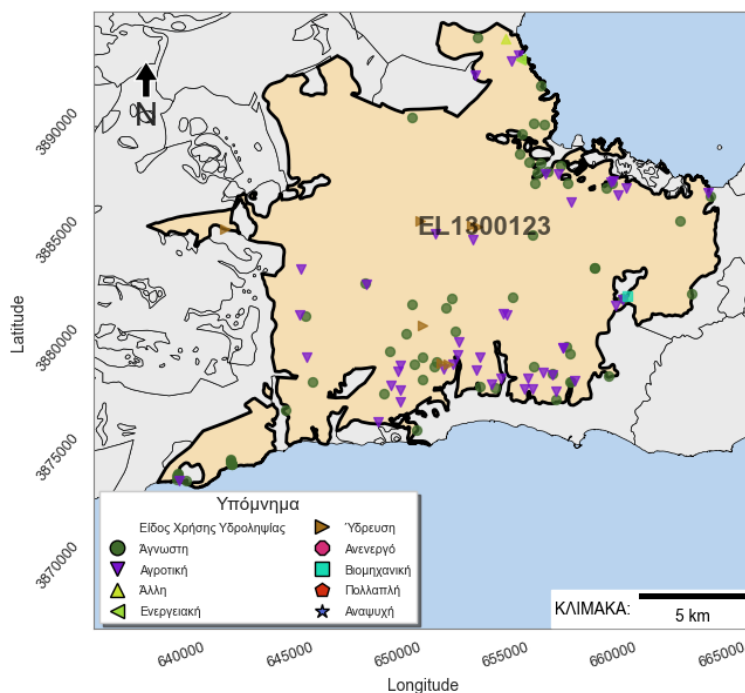 3890000
3885000
3880000
3875000
3870000
Latitude
N
EL1300123
Υπόμνημα
Είδος Χρήσης Υδροληψίας
Άγνωστη
Αγροτική
Άλλη
Ενεργειακή
Ύδρευση
Ανενεργό
Βιομηχανική
Πολλαπλή
Αναψυχή
ΚΛΙΜΑΚΑ:
5 km
640000
645000
650000
655000
660000
665000
Longitude